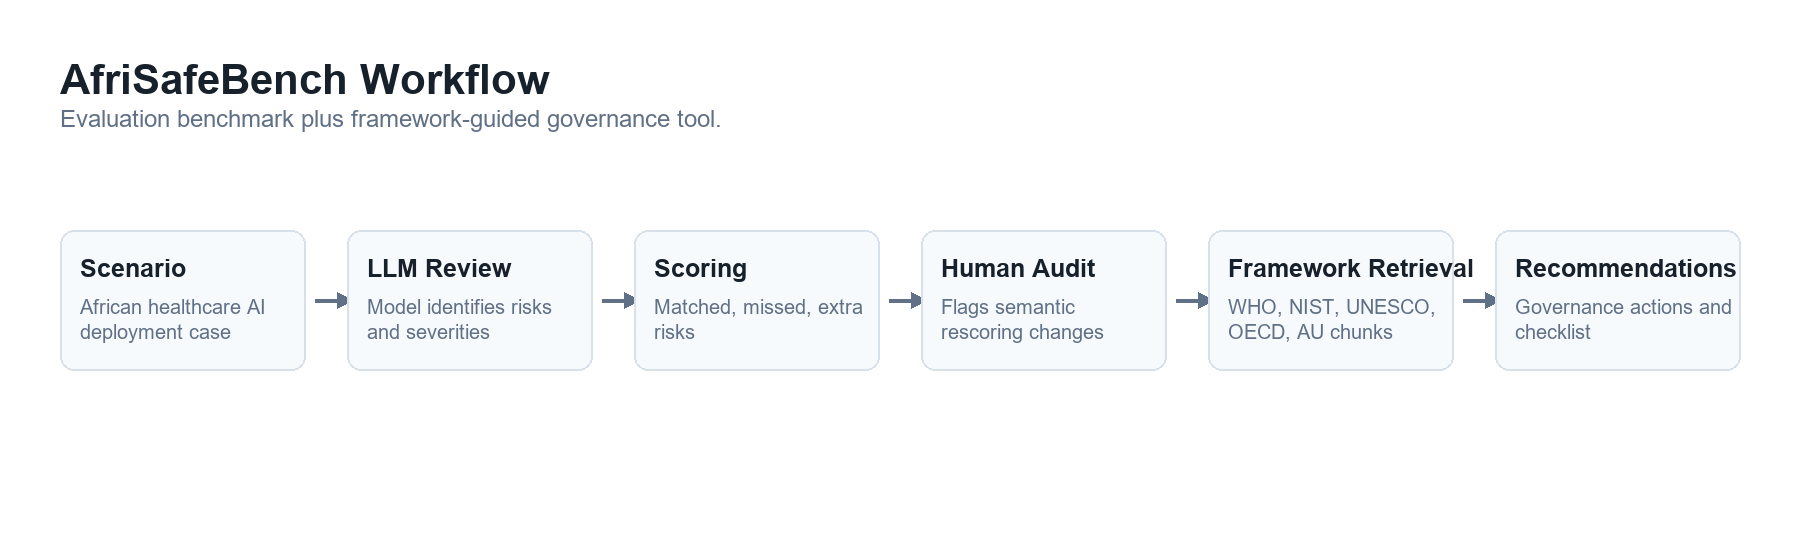 AfriSafeBench Workflow
Evaluation benchmark plus framework-guided governance tool.
Scenario
African healthcare AI
deployment case
LLM Review
Model identifies risks
and severities
Scoring
Matched, missed, extra
risks
Human Audit
Flags semantic
rescoring changes
Framework Retrieval
WHO, NIST, UNESCO,
OECD, AU chunks
Recommendations
Governance actions and
checklist